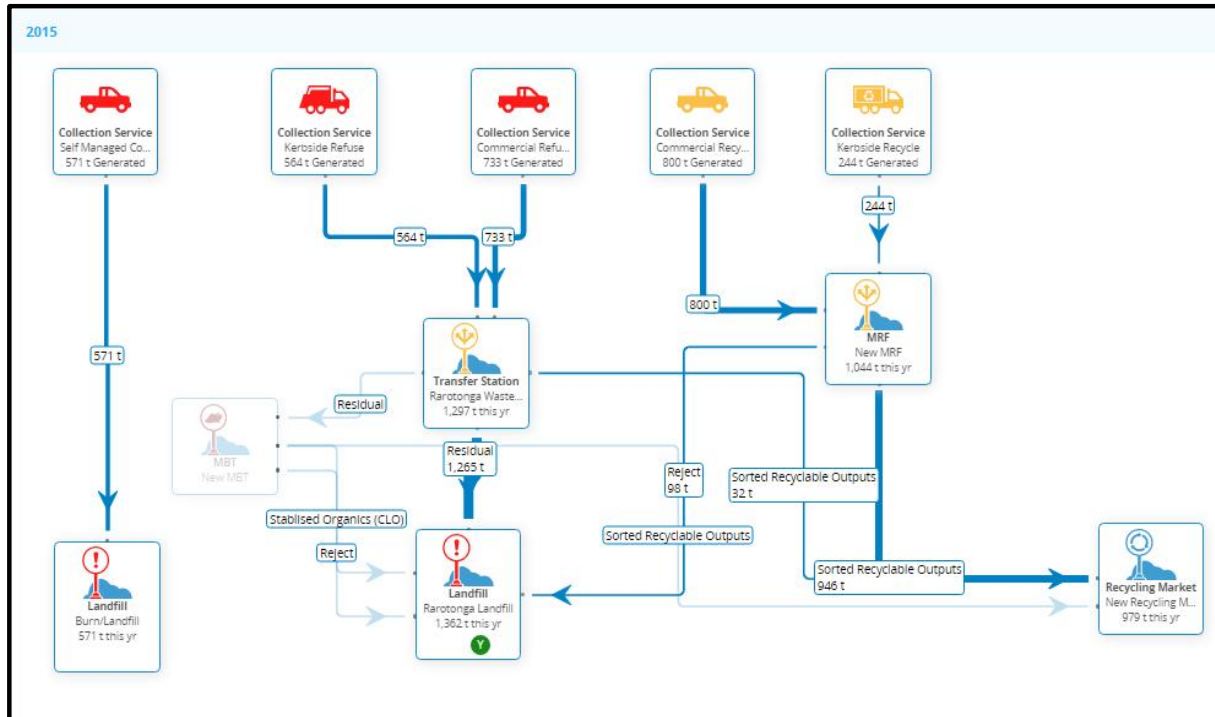 2015
Collection Service
Self Managed Co...
571 t Generated
Collection Service
Kerbside Refuse
564 t Generated
Collection Service
Commercial Refu...
733 t Generated
Collection Service
Commercial Recy...
800 t Generated
Collection Service
Kerbside Recycle
244 t Generated
244 t
564 t
733 t
800 t
MRF
New MRF
1,044 t this yr
571 t
Transfer Station
Rarotonga Waste...
1,297 t this yr
Residual
MBT
New MBT
Residual
1,265 t
Reject
98 t
Sorted Recyclable Outputs
32 t
Stablised Organics (CLO)
Sorted Recyclable Outputs
Reject
Sorted Recyclable Outputs
946 t
Landfill
Burn/Landfill
571 t this yr
Landfill
Rarotonga Landfill
1,362 t this yr
Y
Recycling Market
New Recycling M...
979 t this yr